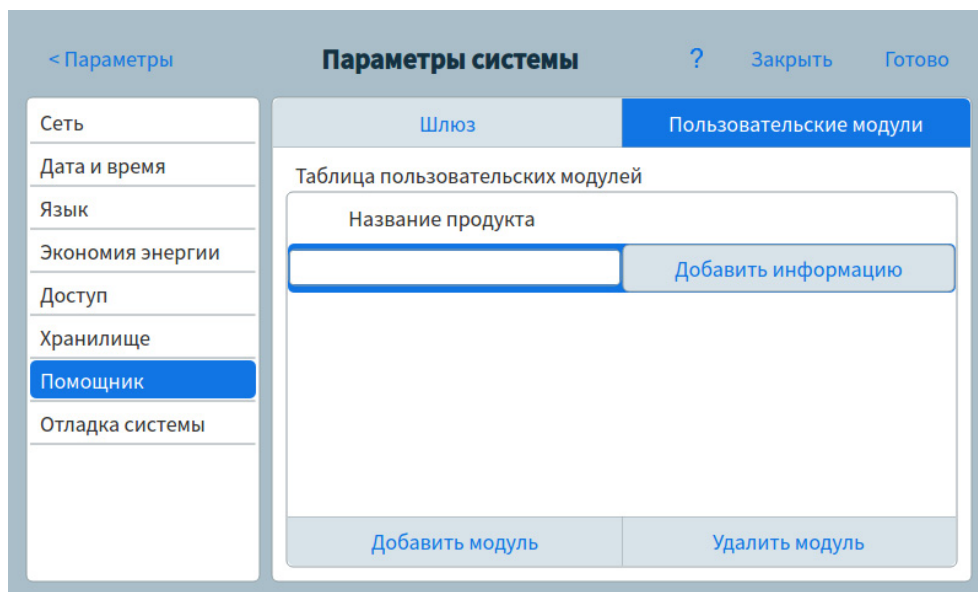 < Параметры
Параметры системы
?
Закрыть
Готово
Сеть
Дата и время
Язык
Экономия энергии
Доступ
Хранилище
Помощник
Отладка системы
Шлюз
Пользовательские модули
Таблица пользовательских модулей
Название продукта
Добавить информацию
Добавить модуль
Удалить модуль